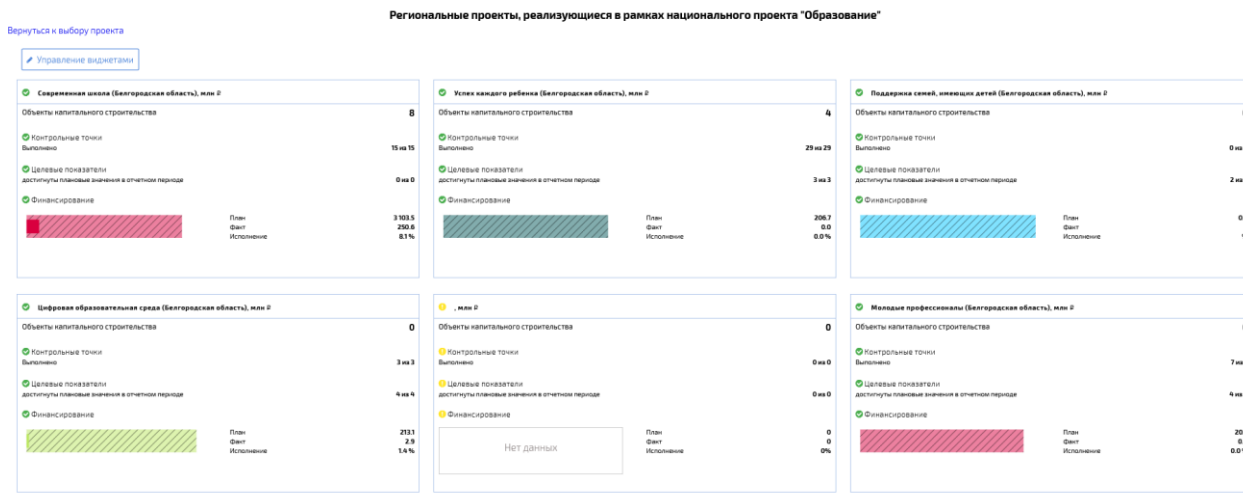 Региональные проекты, реализующиеся в рамках национального проекта "Образование"
Вернуться к выбору проекта
Управление виджетами
Современная школа (Белгородская область), млн ₽
Объекты капитального строительства 8
Контрольные точки
Выполнено 15 из 15
Целевые показатели
достигнуты плановые значения в отчетном периоде 0 из 0
Финансирование
План 3 103.5
Факт 250.6
Исполнение 8.1 %
Успех каждого ребенка (Белгородская область), млн ₽
Объекты капитального строительства 4
Контрольные точки
Выполнено 29 из 29
Целевые показатели
достигнуты плановые значения в отчетном периоде 3 из 3
Финансирование
План 206.7
Факт 0.0
Исполнение 0.0 %
Поддержка семей, имеющих детей (Белгородская область), млн ₽
Объекты капитального строительства
Контрольные точки
Выполнено 0 из
Целевые показатели
достигнуты плановые значения в отчетном периоде 2 из
Финансирование
План 0.
Факт 0.
Исполнение
Цифровая образовательная среда (Белгородская область), млн ₽
Объекты капитального строительства 0
Контрольные точки
Выполнено 3 из 3
Целевые показатели
достигнуты плановые значения в отчетном периоде 4 из 4
Финансирование
План 213.1
Факт 2.9
Исполнение 1.4 %
, млн ₽
Объекты капитального строительства 0
Контрольные точки
Выполнено 0 из 0
Целевые показатели
достигнуты плановые значения в отчетном периоде 0 из 0
Финансирование
Нет данных
План 0
Факт 0
Исполнение 0%
Молодые профессионалы (Белгородская область), млн ₽
Объекты капитального строительства
Контрольные точки
Выполнено 7 из
Целевые показатели
достигнуты плановые значения в отчетном периоде 4 из
Финансирование
План 20.
Факт 0.
Исполнение 0.0